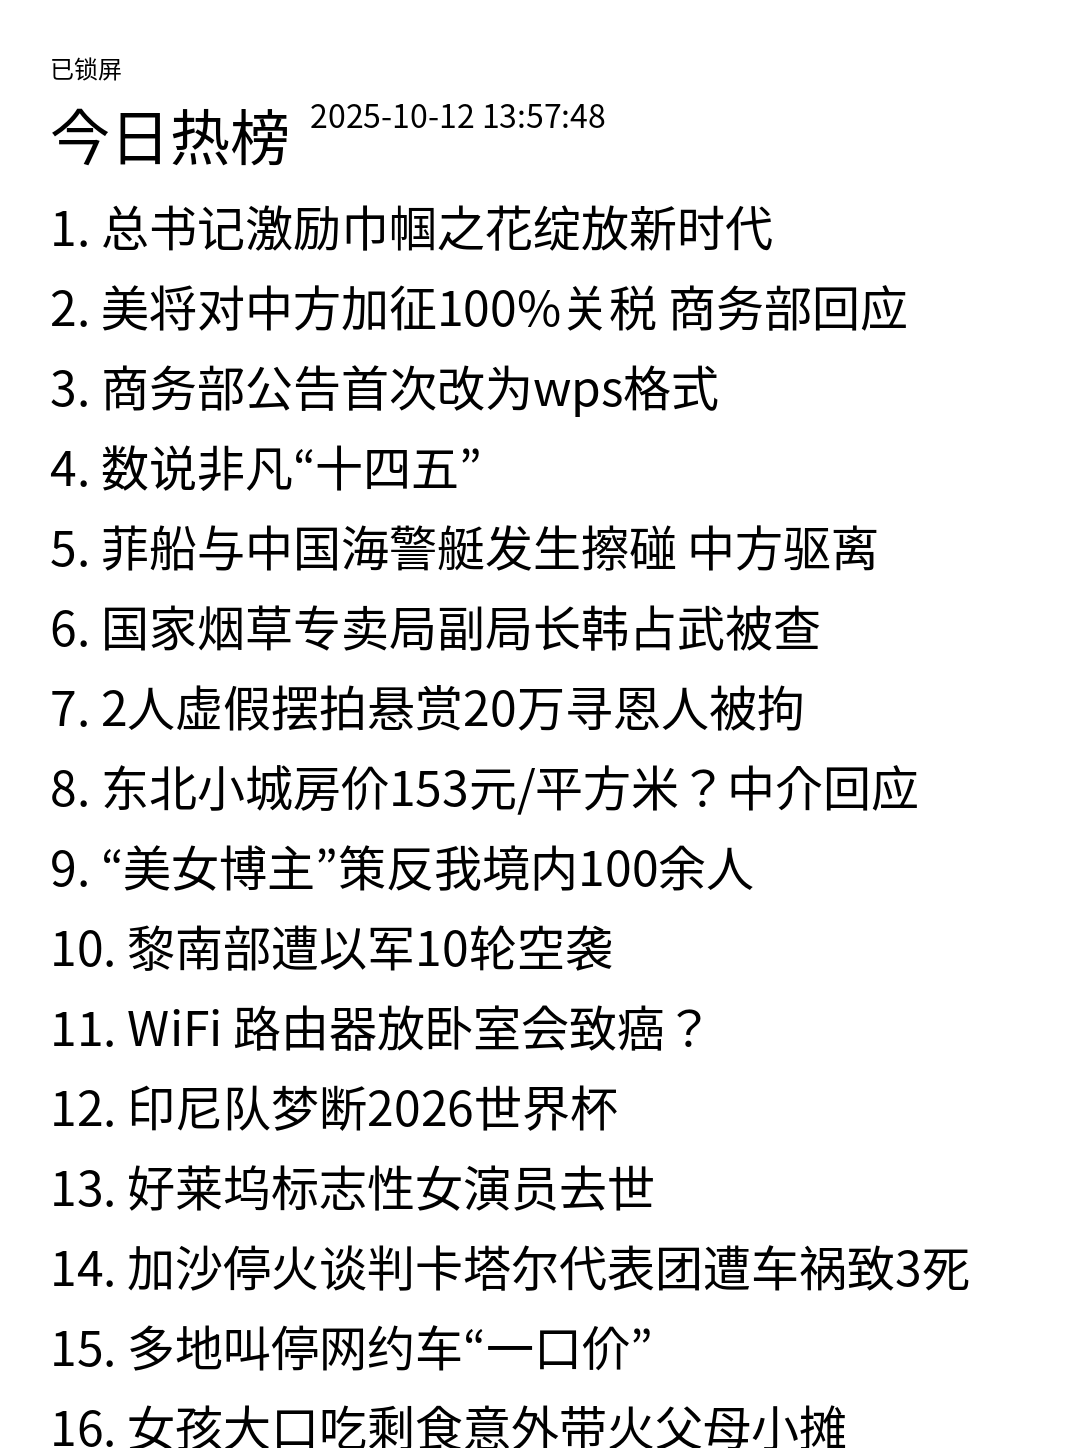 已锁屏
今日热榜 2025-10-12 13:57:48
1. 总书记激励巾帼之花绽放新时代
2. 美将对中方加征100%关税 商务部回应
3. 商务部公告首次改为wps格式
4. 数说非凡“十四五”
5. 菲船与中国海警艇发生擦碰 中方驱离
6. 国家烟草专卖局副局长韩占武被查
7. 2人虚假摆拍悬赏20万寻恩人被拘
8. 东北小城房价153元/平方米？中介回应
9. “美女博主”策反我境内100余人
10. 黎南部遭以军10轮空袭
11. WiFi 路由器放卧室会致癌？
12. 印尼队梦断2026世界杯
13. 好莱坞标志性女演员去世
14. 加沙停火谈判卡塔尔代表团遭车祸致3死
15. 多地叫停网约车“一口价”
16. 女孩大口吃剩食意外带火父母小摊